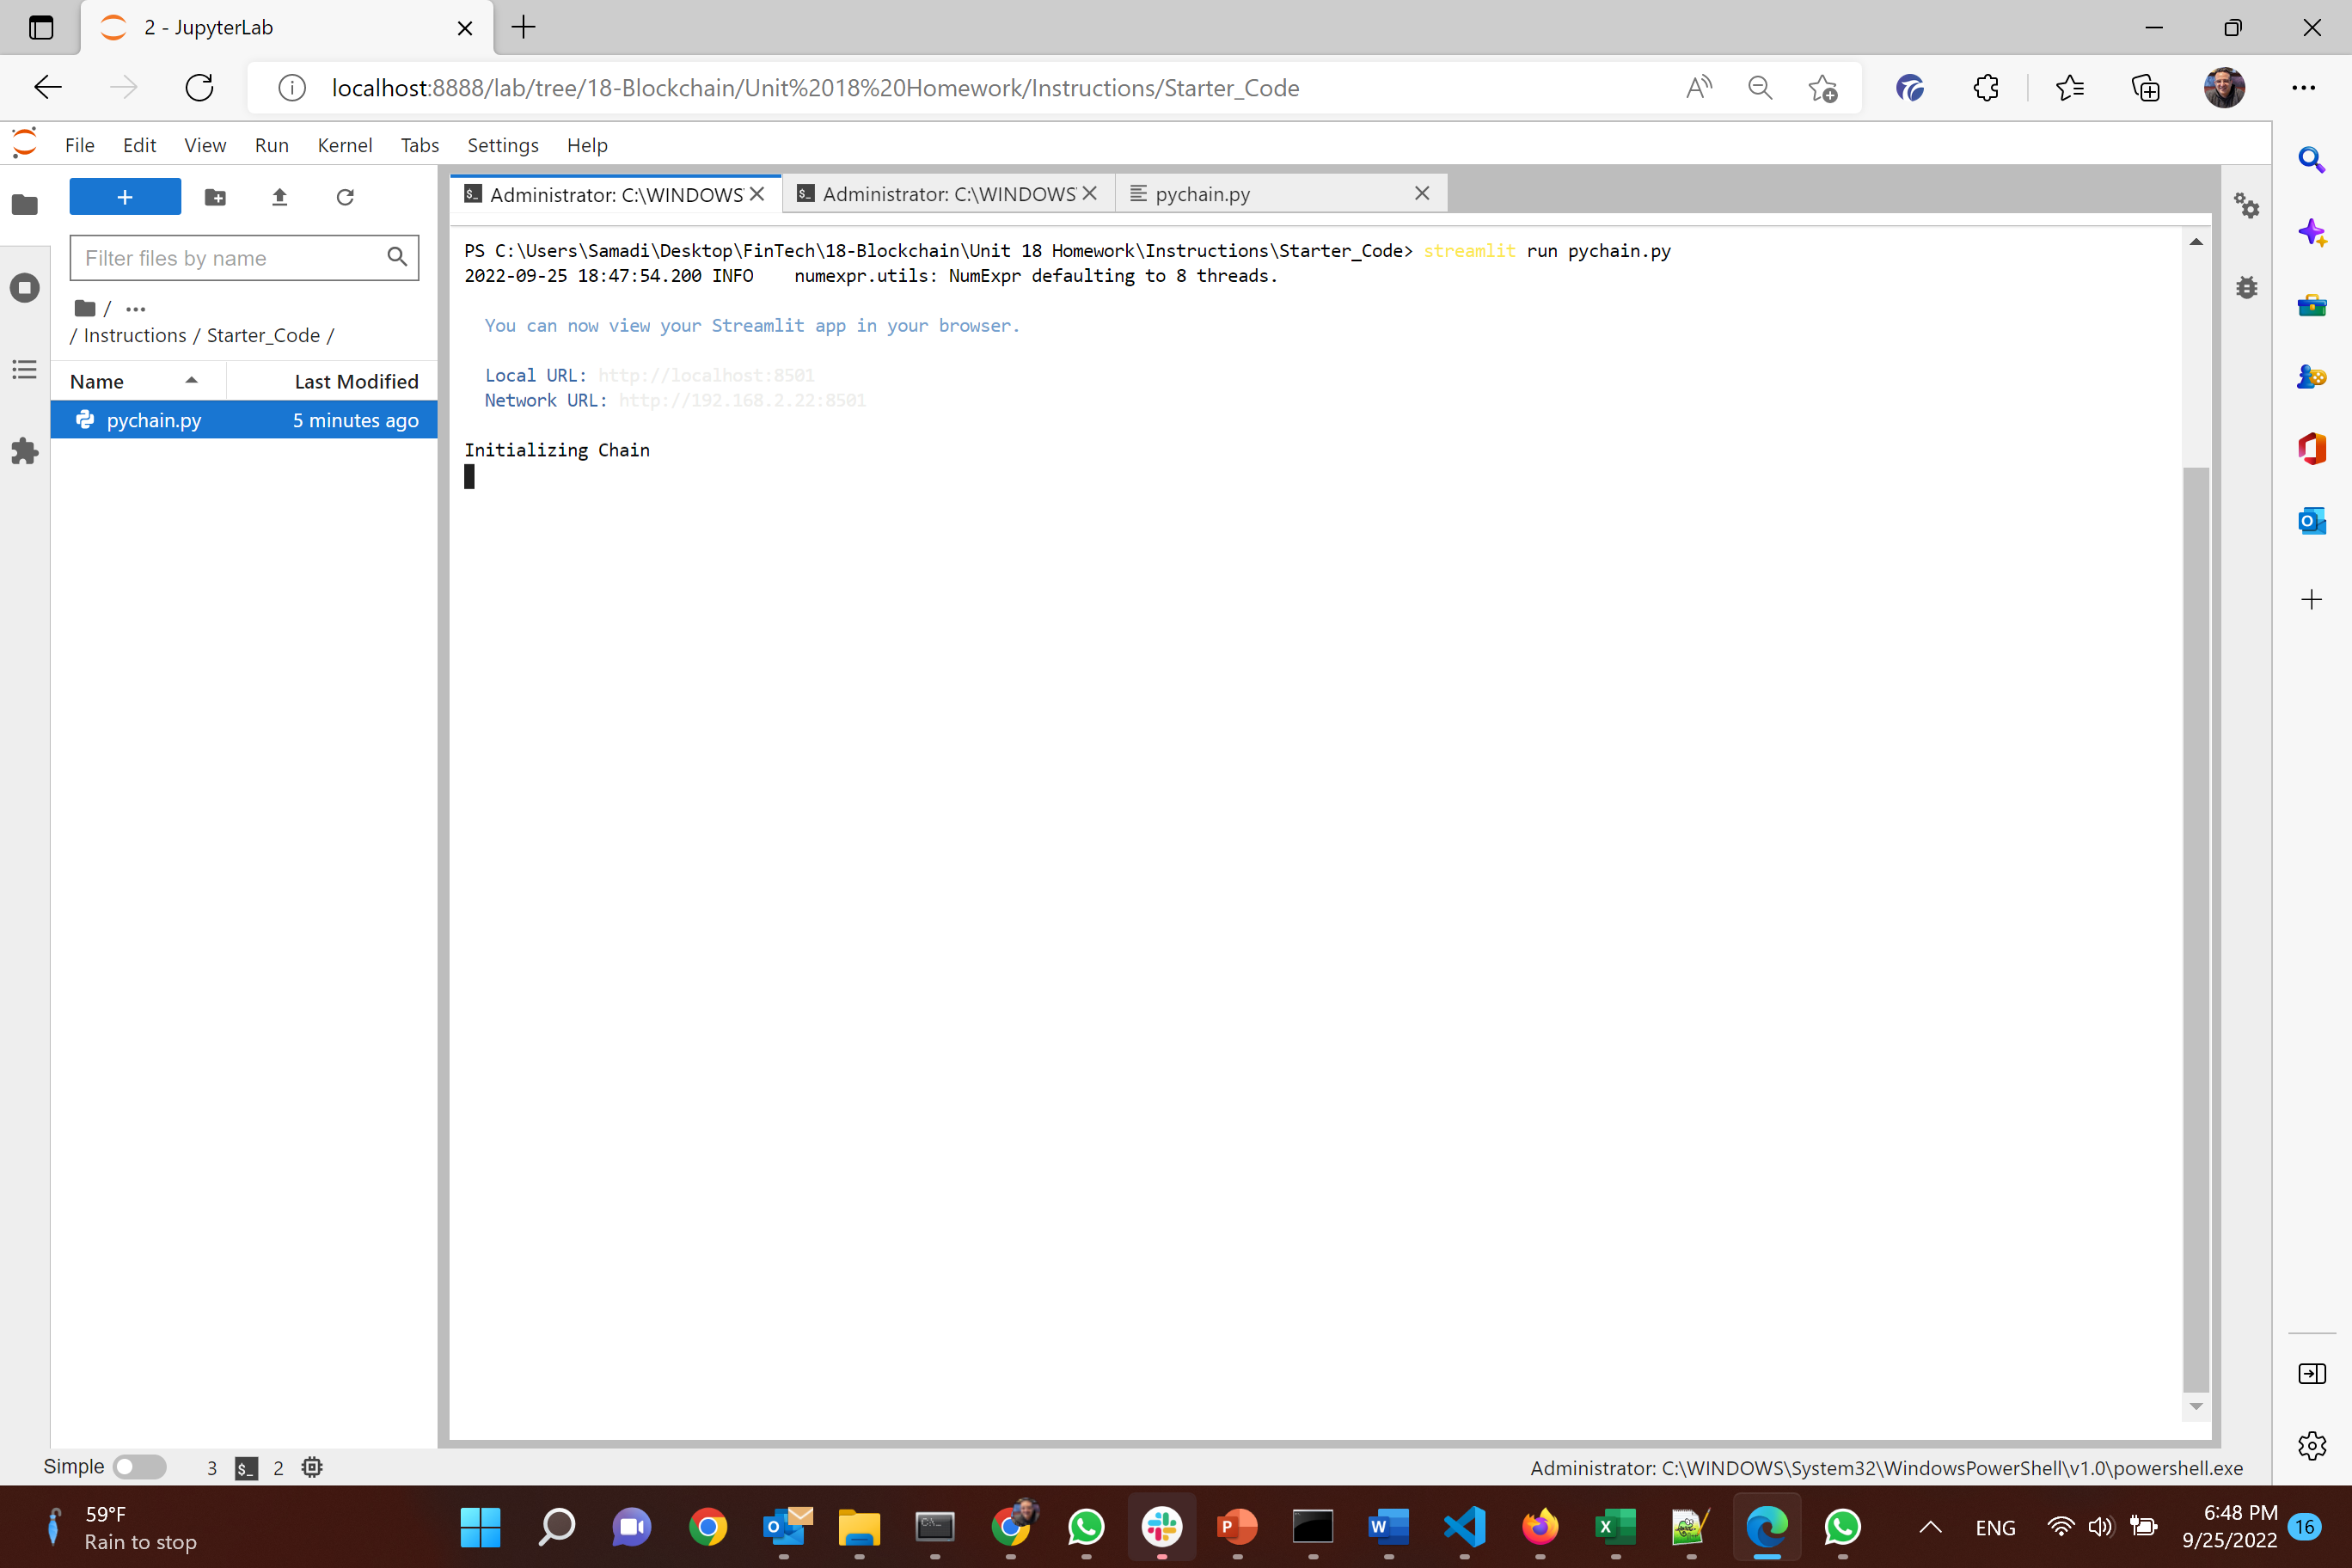 2 - JupyterLab
localhost:8888/lab/tree/18-Blockchain/Unit%2018%20Homework/Instructions/Starter_Code
File Edit View Run Kernel Tabs Settings Help
Administrator: C:\WINDOWS
Administrator: C:\WINDOWS
pychain.py
Filter files by name
/ ...
/ Instructions / Starter_Code /
Name Last Modified
pychain.py 5 minutes ago
PS C:\Users\Samadi\Desktop\FinTech\18-Blockchain\Unit 18 Homework\Instructions\Starter_Code> streamlit run pychain.py
2022-09-25 18:47:54.200 INFO    numexpr.utils: NumExpr defaulting to 8 threads.
You can now view your Streamlit app in your browser.
Local URL: http://localhost:8501
Network URL: http://192.168.2.22:8501
Initializing Chain
Simple 3 $_ 2
Administrator: C:\WINDOWS\System32\WindowsPowerShell\v1.0\powershell.exe
59°F
Rain to stop
ENG
6:48 PM
9/25/2022
16